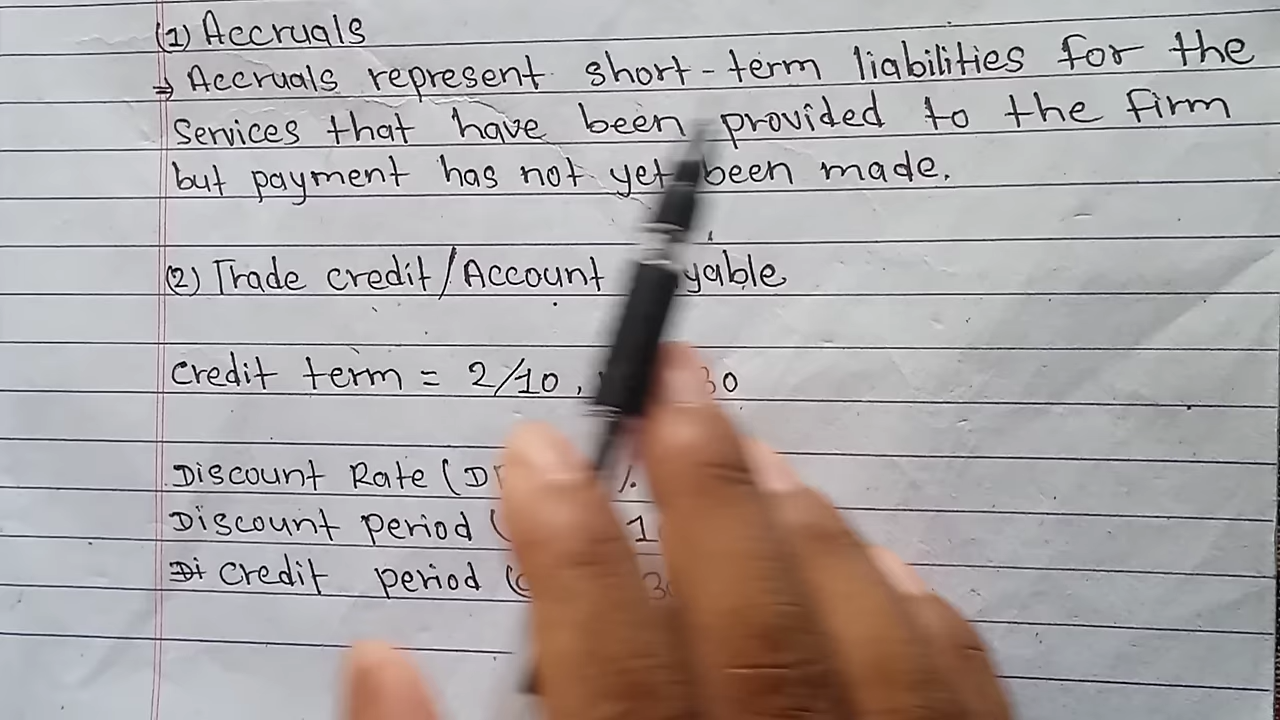 (1) Accruals
⇒ Accruals represent short-term liabilities for the
services that have been provided to the firm
but payment has not yet been made.
(2) Trade credit/Account yable
credit term = 2/10, 30
Discount Rate (D %.
Discount period ( 1
credit period (